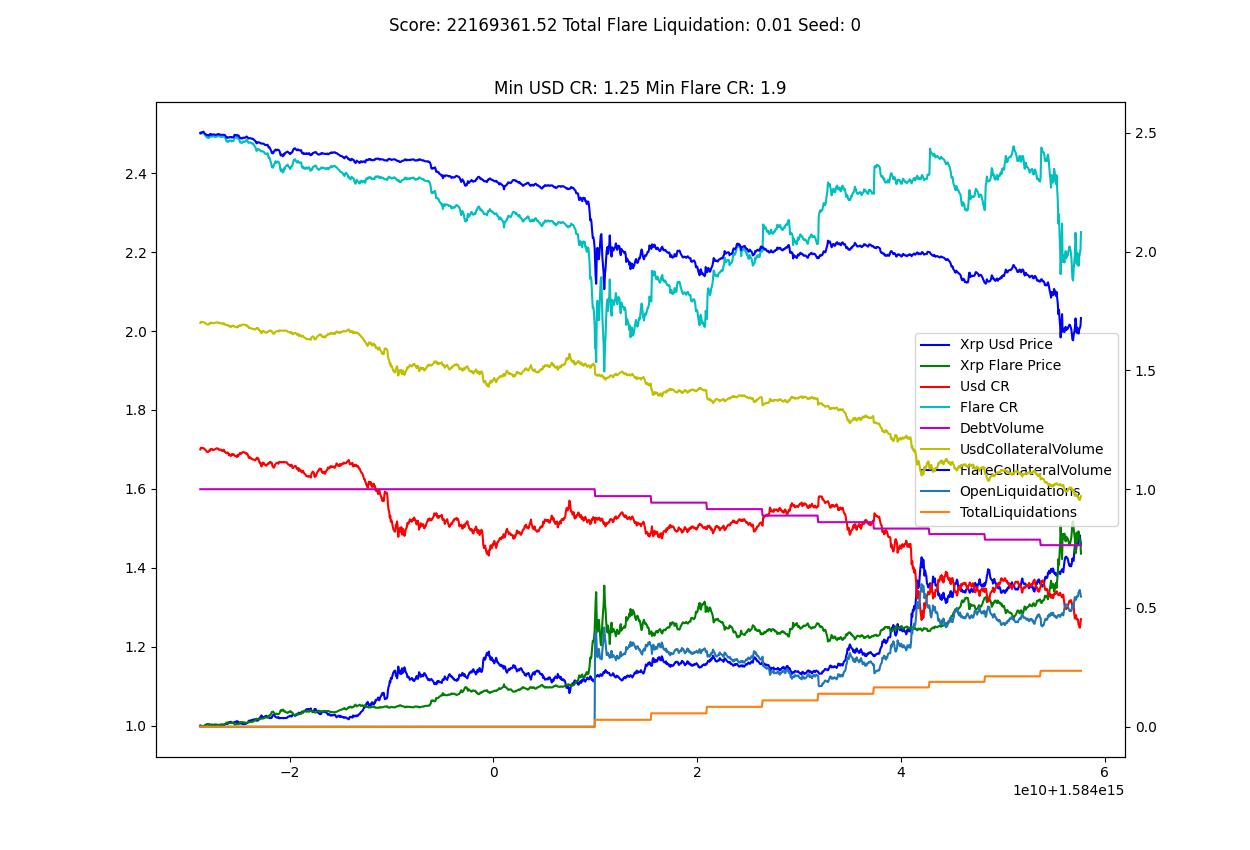 Score: 22169361.52 Total Flare Liquidation: 0.01 Seed: 0
Min USD CR: 1.25 Min Flare CR: 1.9
2.4
2.2
2.0
1.8
1.6
1.4
1.2
1.0
2.5
2.0
1.5
1.0
0.5
0.0
Xrp Usd Price
Xrp Flare Price
Usd CR
Flare CR
DebtVolume
UsdCollateralVolume
FlareCollateralVolume
OpenLiquidations
TotalLiquidations
−2
0
2
4
6
1e10+1.584e15